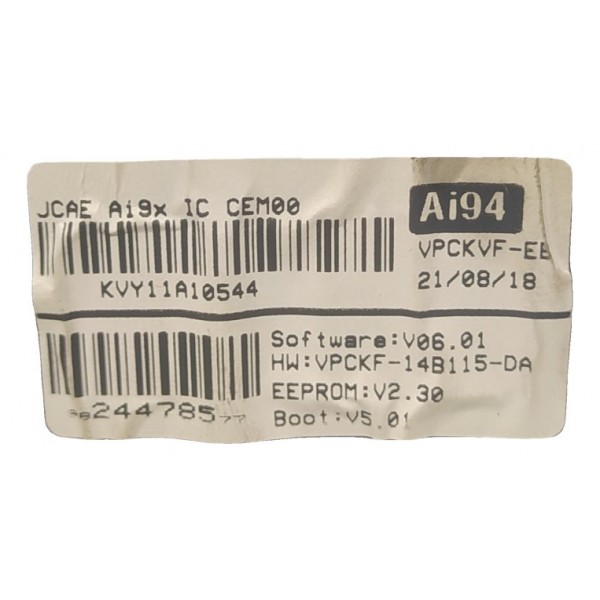 JCAE Ai9x IC CEM00
Ai94
VPCKVF-EB
KVY11A10544
21/08/18
Software:V06.01
HW:VPCKF-14B115-DA
EEPROM:V2.30
244785
Boot:V5.01